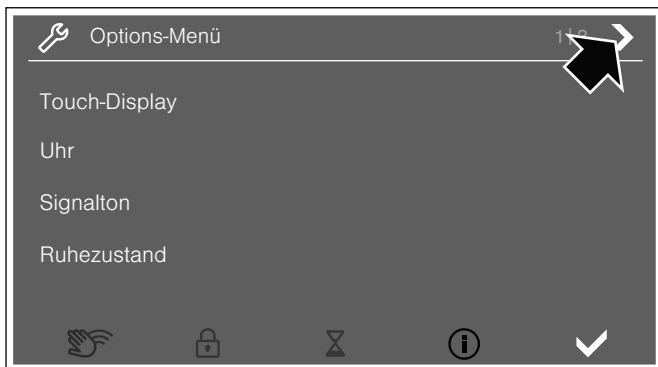 Options-Menü
Touch-Display
Uhr
Signalton
Ruhezustand